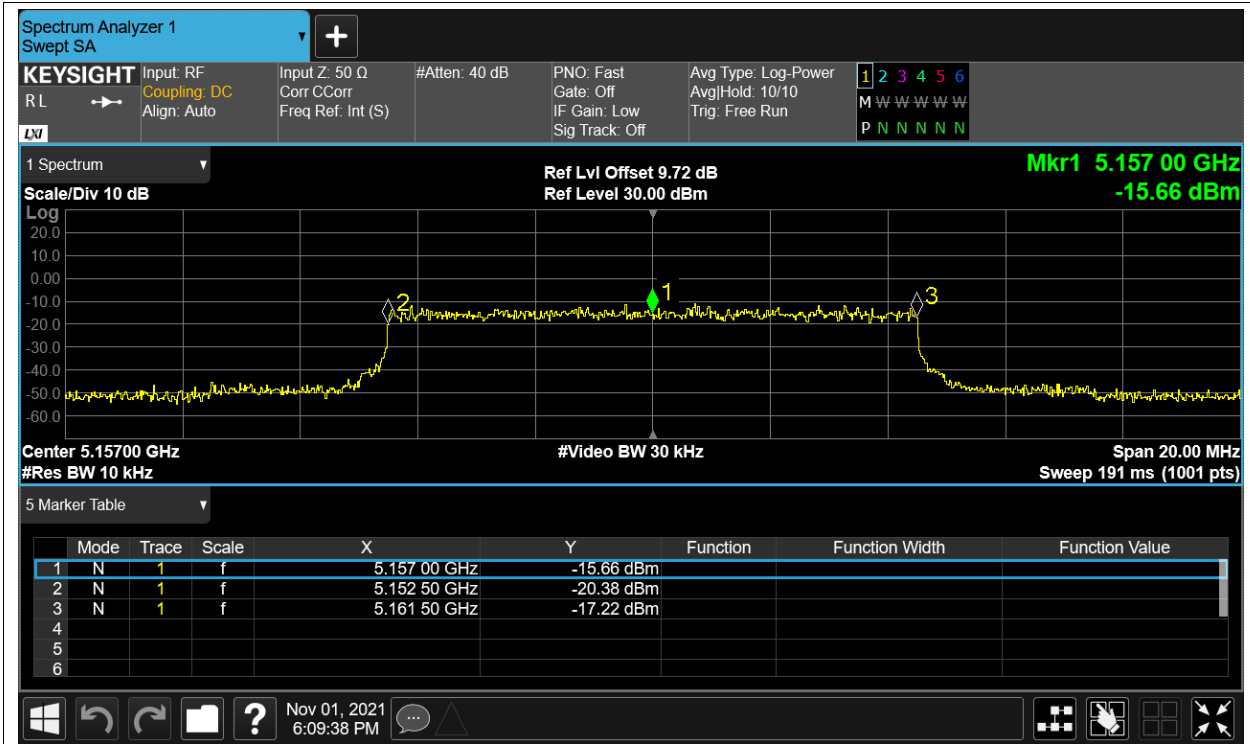 Spectrum Analyzer 1
Swept SA
+
KEYSIGHT Input: RF Input Z: 50 Ω #Atten: 40 dB PNO: Fast Avg Type: Log-Power 1 2 3 4 5 6
R L Coupling: DC Corr CCorr Gate: Off Avg|Hold: 10/10 M W W W W W
Align: Auto Freq Ref: Int (S) IF Gain: Low Trig: Free Run
LXI Sig Track: Off P N N N N N
1 Spectrum Ref Lvl Offset 9.72 dB Mkr1 5.157 00 GHz
Scale/Div 10 dB Ref Level 30.00 dBm -15.66 dBm
Log
20.0
10.0
0.00
-10.0
-20.0
-30.0
-40.0
-50.0
-60.0
2 1 3
Center 5.15700 GHz #Video BW 30 kHz Span 20.00 MHz
#Res BW 10 kHz Sweep 191 ms (1001 pts)
5 Marker Table
Mode Trace Scale X Y Function Function Width Function Value
1 N 1 f 5.157 00 GHz -15.66 dBm
2 N 1 f 5.152 50 GHz -20.38 dBm
3 N 1 f 5.161 50 GHz -17.22 dBm
4
5
6
? Nov 01, 2021
6:09:38 PM